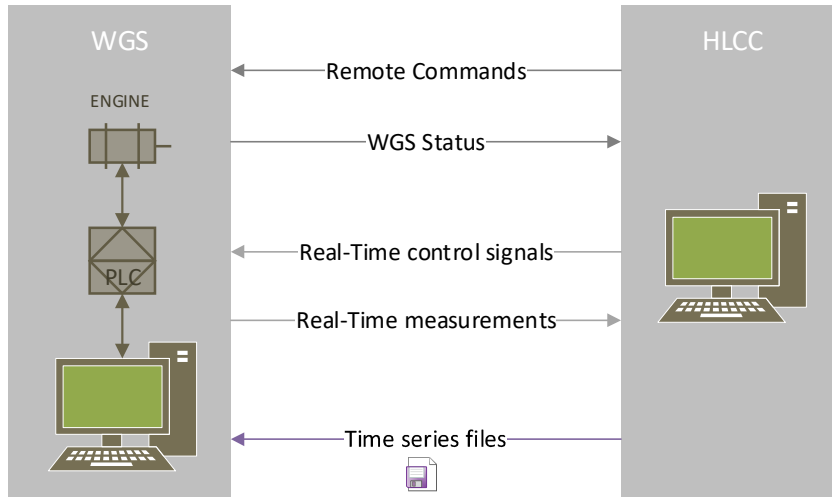 WGS
HLCC
Remote Commands
ENGINE
WGS Status
Real-Time control signals
PLC
Real-Time measurements
Time series files